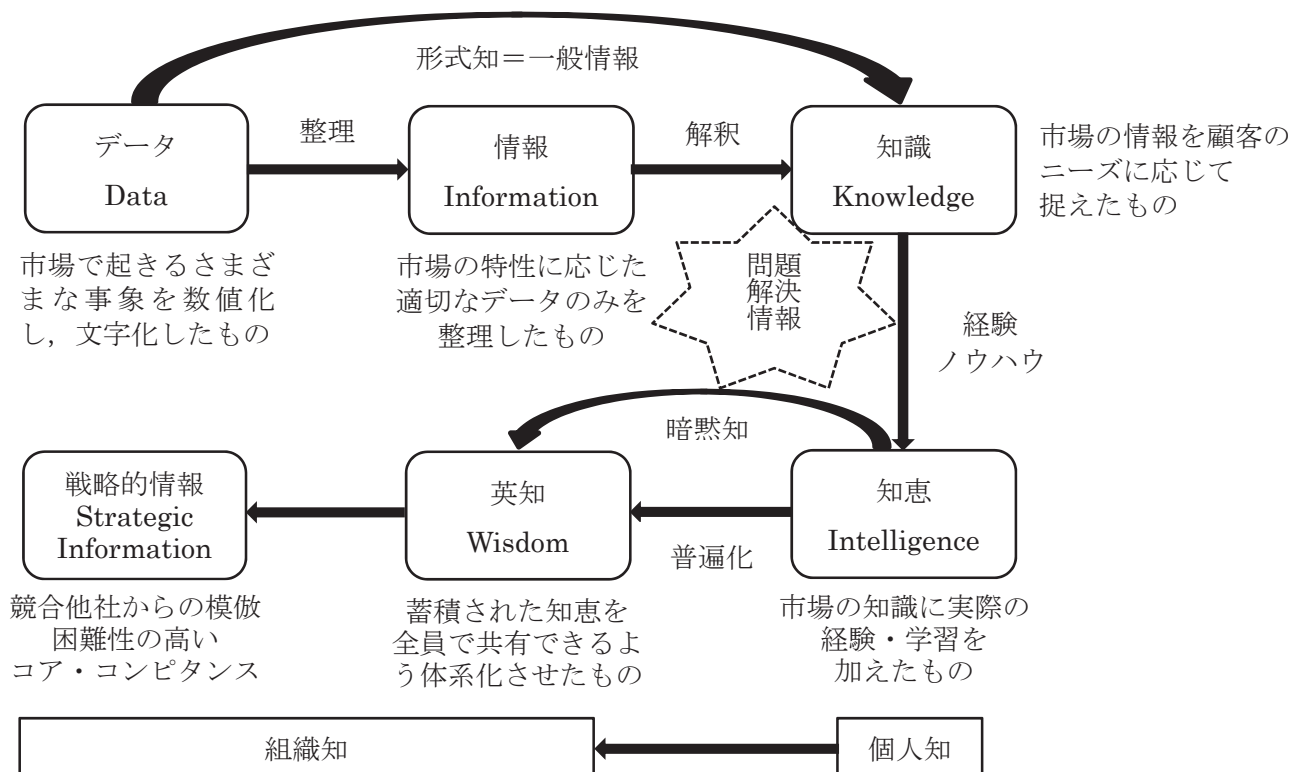 形式知＝一般情報
データ
Data
整理
情報
Information
解釈
知識
Knowledge
市場の情報を顧客の
ニーズに応じて
捉えたもの
市場で起きるさまざ
まな事象を数値化
し，文字化したもの
市場の特性に応じた
適切なデータのみを
整理したもの
問題
解決
情報
経験
ノウハウ
暗黙知
戦略的情報
Strategic
Information
英知
Wisdom
普遍化
知恵
Intelligence
競合他社からの模倣
困難性の高い
コア・コンピタンス
蓄積された知恵を
全員で共有できるよ
う体系化させたもの
市場の知識に実際の
経験・学習を
加えたもの
組織知
個人知